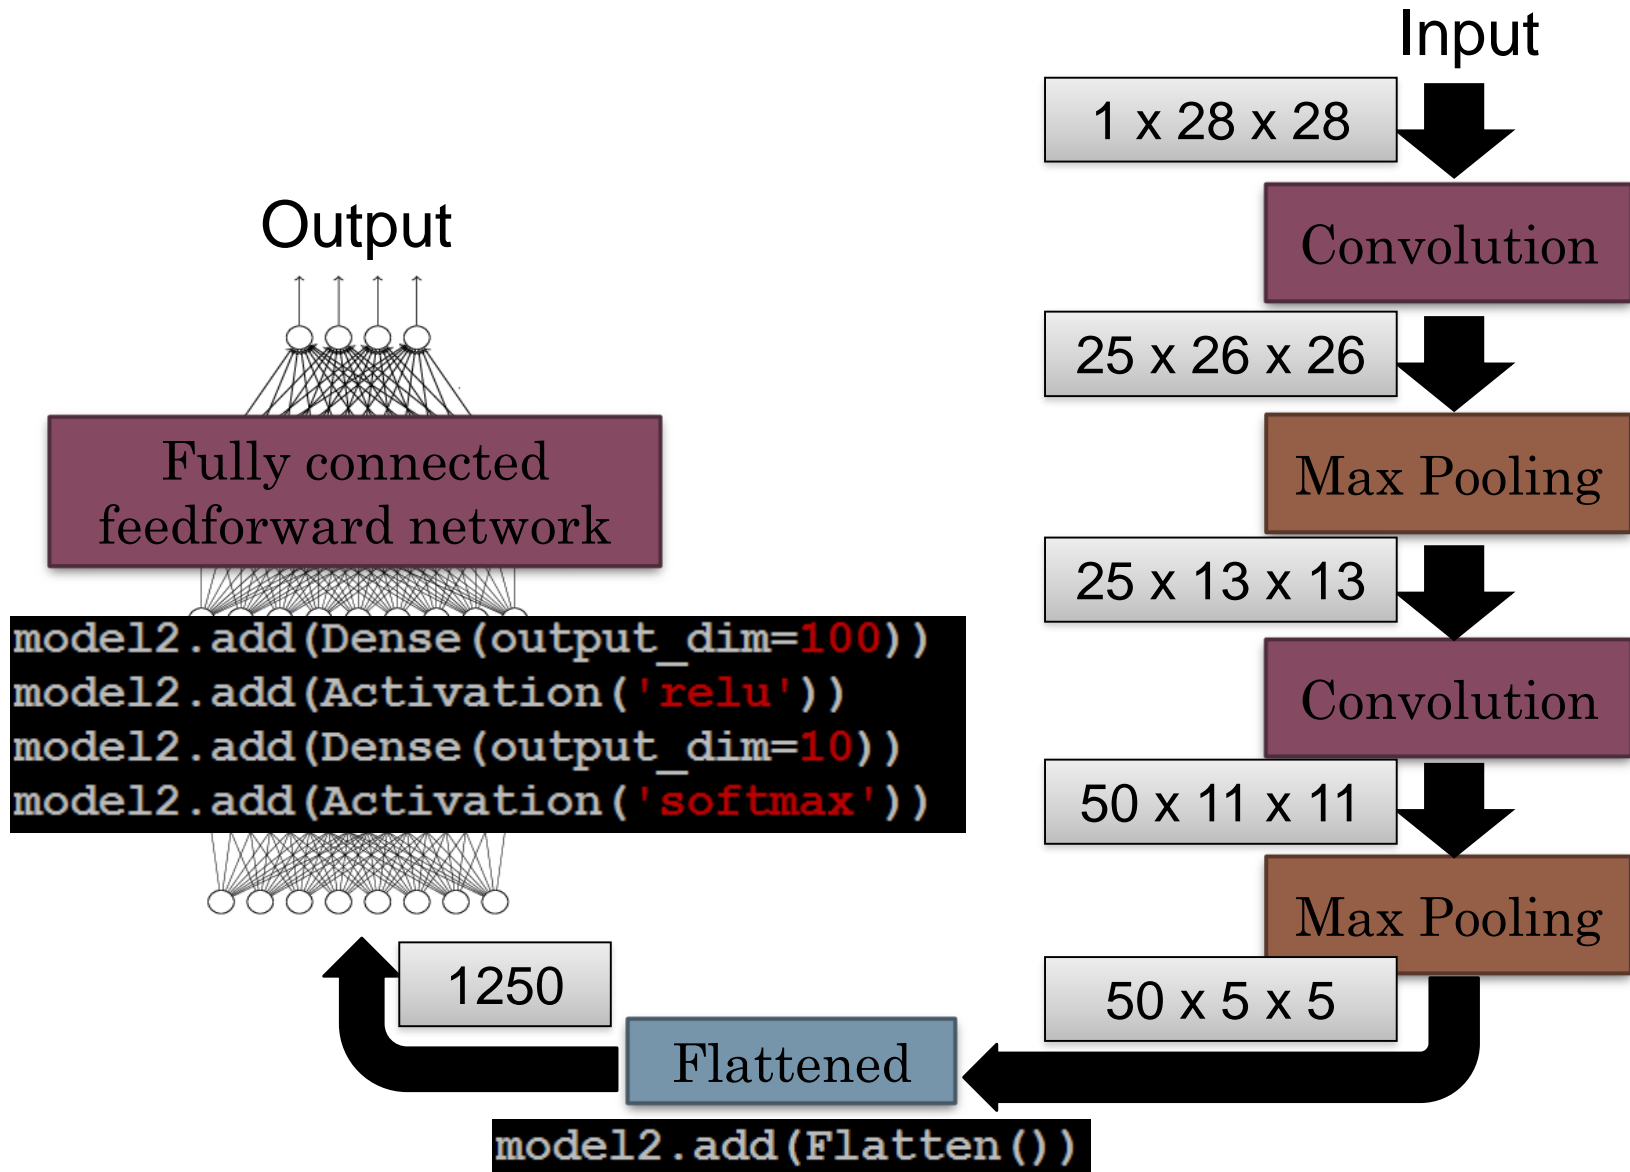 Input
1 x 28 x 28
Convolution
25 x 26 x 26
Max Pooling
25 x 13 x 13
Convolution
50 x 11 x 11
Max Pooling
50 x 5 x 5
Flattened
model2.add(Flatten())
1250
Output
Fully connected
feedforward network
model2.add(Dense(output_dim=100))
model2.add(Activation('relu'))
model2.add(Dense(output_dim=10))
model2.add(Activation('softmax'))